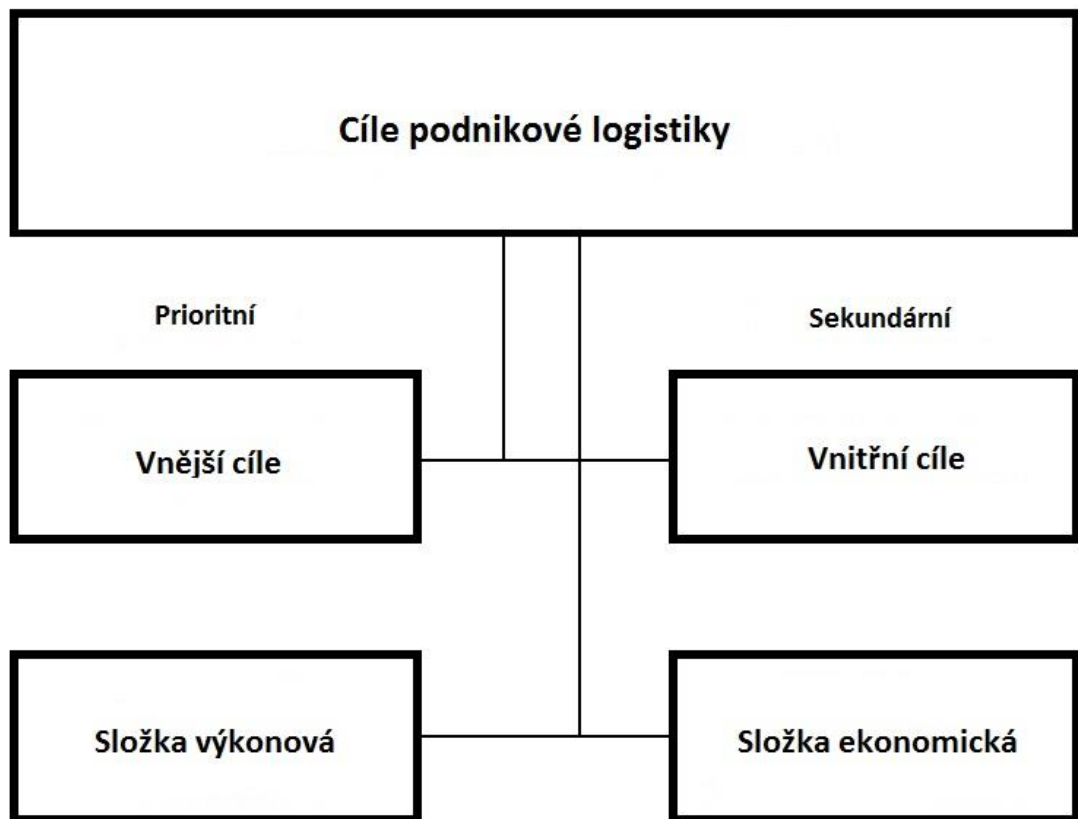 Cíle podnikové logistiky
Prioritní
Sekundární
Vnější cíle
Vnitřní cíle
Složka výkonová
Složka ekonomická